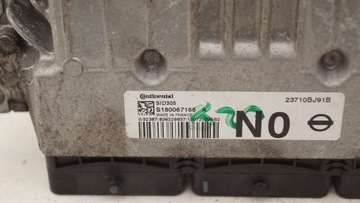 Continental
SID305
S180067168
MADE IN FRANCE
23710BJ91B
N0